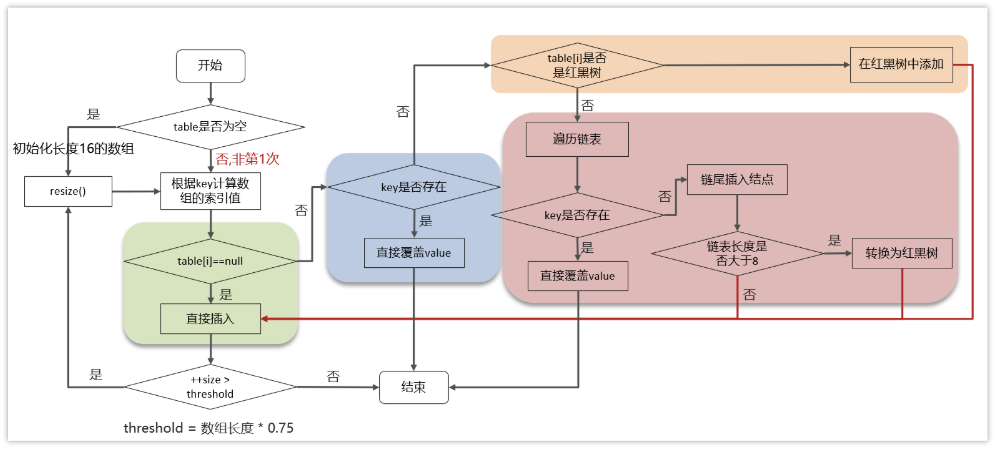 开始
table是否为空
是
初始化长度16的数组
否,非第1次
resize()
根据key计算数
组的索引值
table[i]==null
否
是
直接插入
++size >
threshold
是
否
threshold = 数组长度 * 0.75
key是否存在
否
是
直接覆盖value
结束
table[i]是否
是红黑树
在红黑树中添加
否
遍历链表
key是否存在
否
是
直接覆盖value
链尾插入结点
链表长度是
否大于8
是
否
转换为红黑树